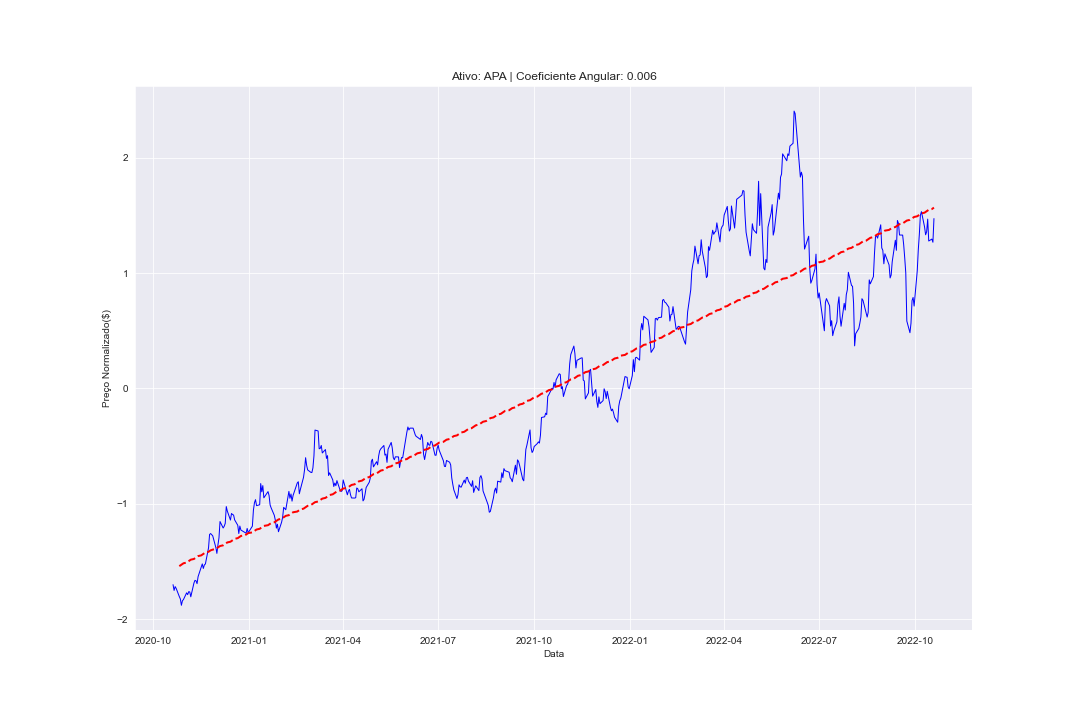 Ativo: APA | Coeficiente Angular: 0.006
Preço Normalizado($)
2
1
0
−1
−2
2020-10 2021-01 2021-04 2021-07 2021-10 2022-01 2022-04 2022-07 2022-10
Data